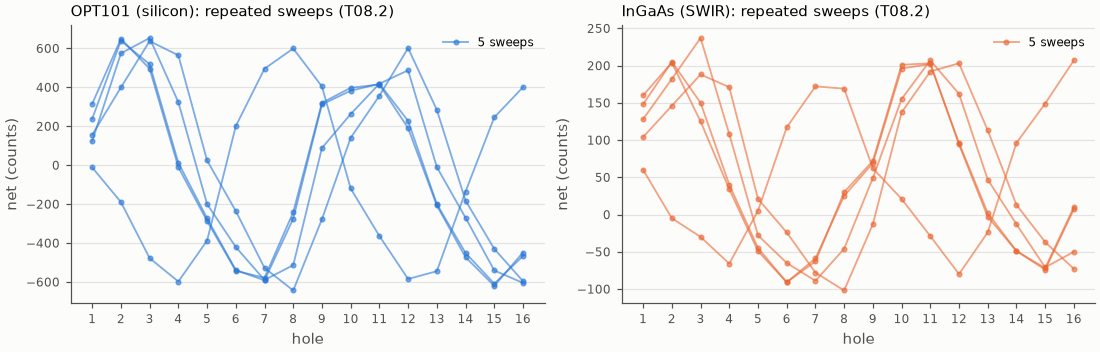 OPT101 (silicon): repeated sweeps (T08.2)
5 sweeps
net (counts)
600
400
200
0
−200
−400
−600
1 2 3 4 5 6 7 8 9 10 11 12 13 14 15 16
hole
InGaAs (SWIR): repeated sweeps (T08.2)
5 sweeps
net (counts)
250
200
150
100
50
0
−50
−100
1 2 3 4 5 6 7 8 9 10 11 12 13 14 15 16
hole